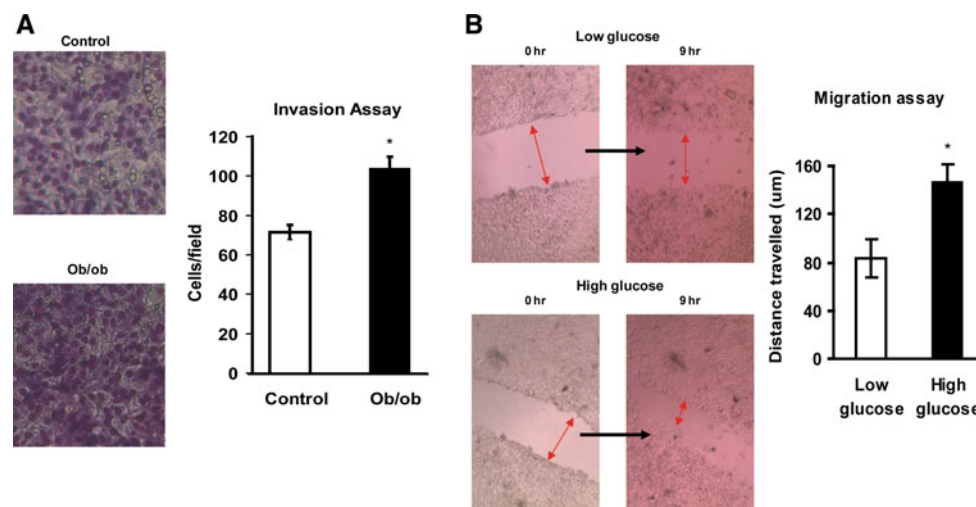 A
Control
Ob/ob
Invasion Assay
*
Cells/field
120
100
80
60
40
20
0
Control
Ob/ob
B
Low glucose
0 hr
9 hr
High glucose
0 hr
9 hr
Migration assay
*
Distance travelled (um)
160
120
80
40
0
Low
glucose
High
glucose